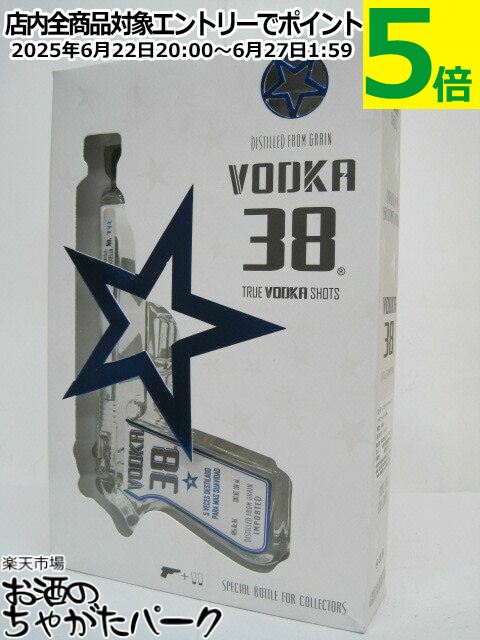 店内全商品対象エントリーでポイント
2025年6月22日20:00～6月27日1:59
5倍
DISTILLED FROM GRAIN
VODKA
38®
TRUE VODKA SHOTS
VODKA
38
VODKA
38
5 VECES DESTILADO
PARA MAS SUAVIDAD
DISTILLED FROM GRAIN
IMPORTED
SPECIAL BOTTLE FOR COLLECTORS
楽天市場
お酒の
ちゃがたパーク